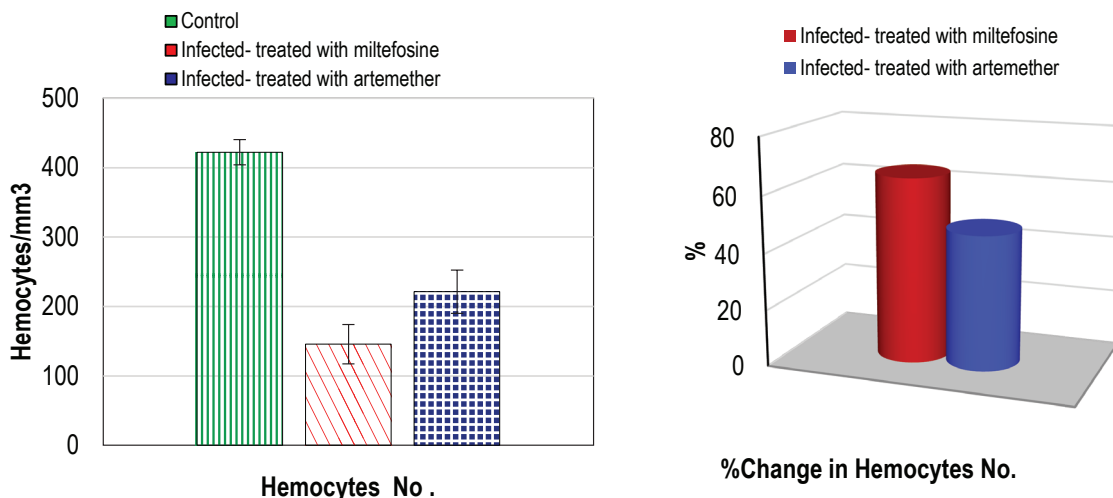 Control
Infected- treated with miltefosine
Infected- treated with artemether
500
400
300
200
100
0
Hemocytes/mm3
Hemocytes No .
Infected- treated with miltefosine
Infected- treated with artemether
80
60
40
20
0
%
%Change in Hemocytes No.